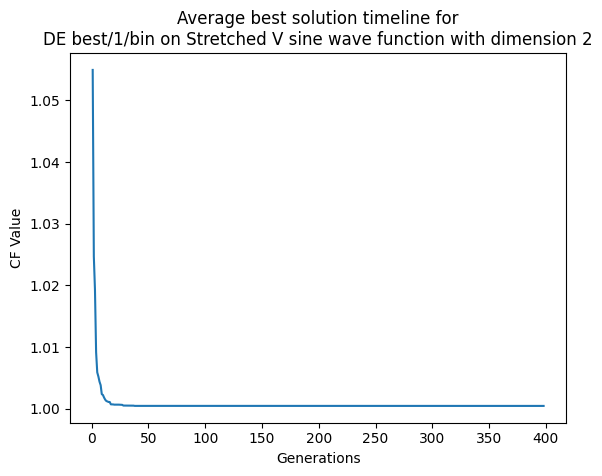 Average best solution timeline for
DE best/1/bin on Stretched V sine wave function with dimension 2
1.05
1.04
1.03
1.02
1.01
1.00
CF Value
0 50 100 150 200 250 300 350 400
Generations